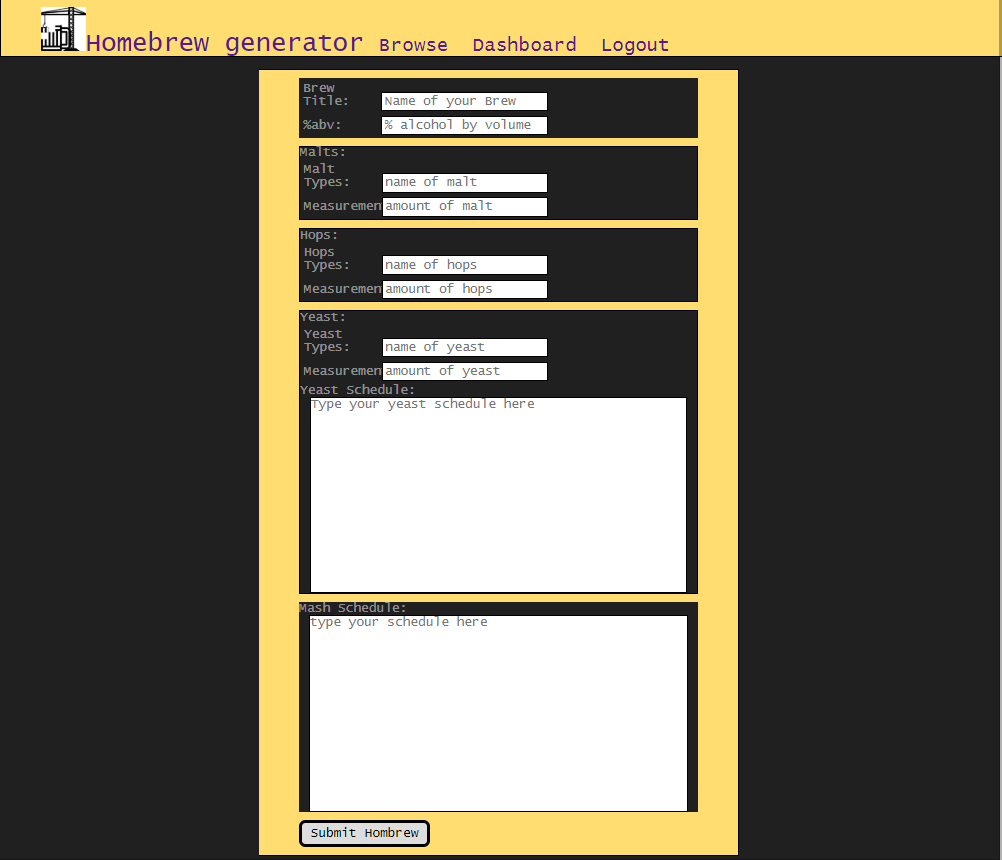 Homebrew generator Browse Dashboard Logout
Brew
Title: Name of your Brew
%abv: % alcohol by volume
Malts:
Malt
Types: name of malt
Measuremen amount of malt
Hops:
Hops
Types: name of hops
Measuremen amount of hops
Yeast:
Yeast
Types: name of yeast
Measuremen amount of yeast
Yeast Schedule:
Type your yeast schedule here
Mash Schedule:
type your schedule here
Submit Hombrew